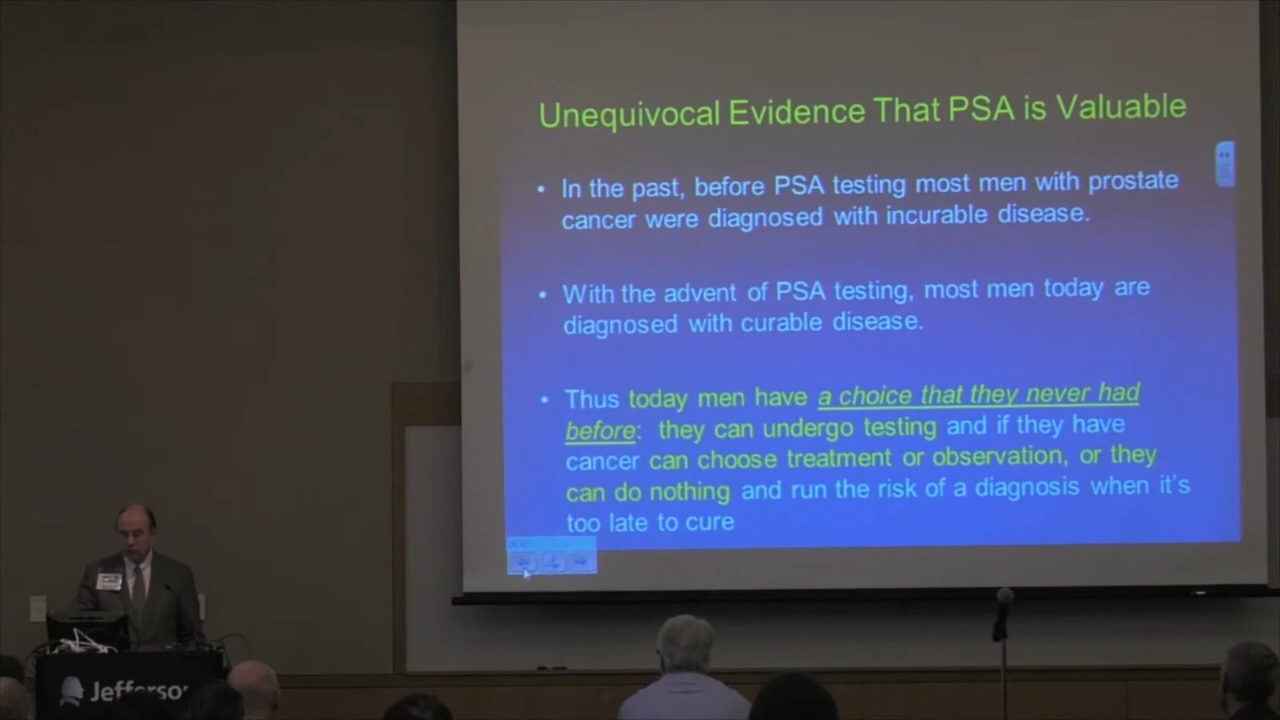 Unequivocal Evidence That PSA is Valuable
• In the past, before PSA testing most men with prostate
cancer were diagnosed with incurable disease.
• With the advent of PSA testing, most men today are
diagnosed with curable disease.
• Thus today men have a choice that they never had
before: they can undergo testing and if they have
cancer can choose treatment or observation, or they
can do nothing and run the risk of a diagnosis when it's
too late to cure
Jefferson